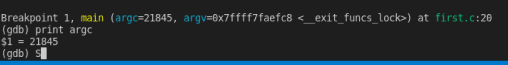 Breakpoint 1, main (argc=21845, argv=0x7ffff7faefc8 <__exit_funcs_lock>) at first.c:20
(gdb) print argc
$1 = 21845
(gdb) S